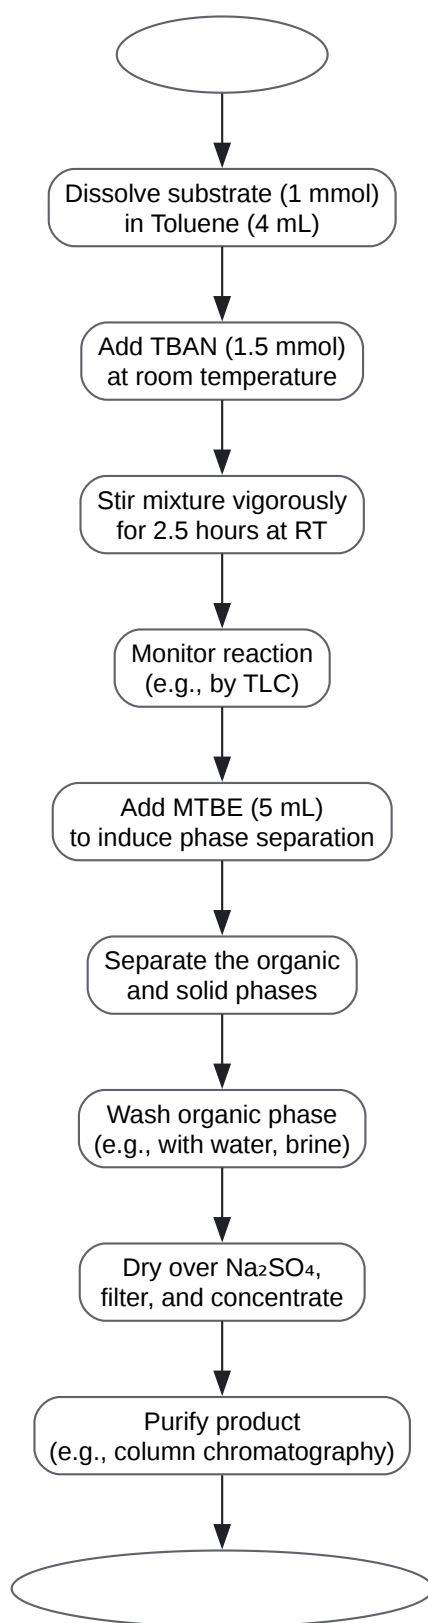 Dissolve substrate (1 mmol)
in Toluene (4 mL)
Add TBAN (1.5 mmol)
at room temperature
Stir mixture vigorously
for 2.5 hours at RT
Monitor reaction
(e.g., by TLC)
Add MTBE (5 mL)
to induce phase separation
Separate the organic
and solid phases
Wash organic phase
(e.g., with water, brine)
Dry over Na₂SO₄,
filter, and concentrate
Purify product
(e.g., column chromatography)